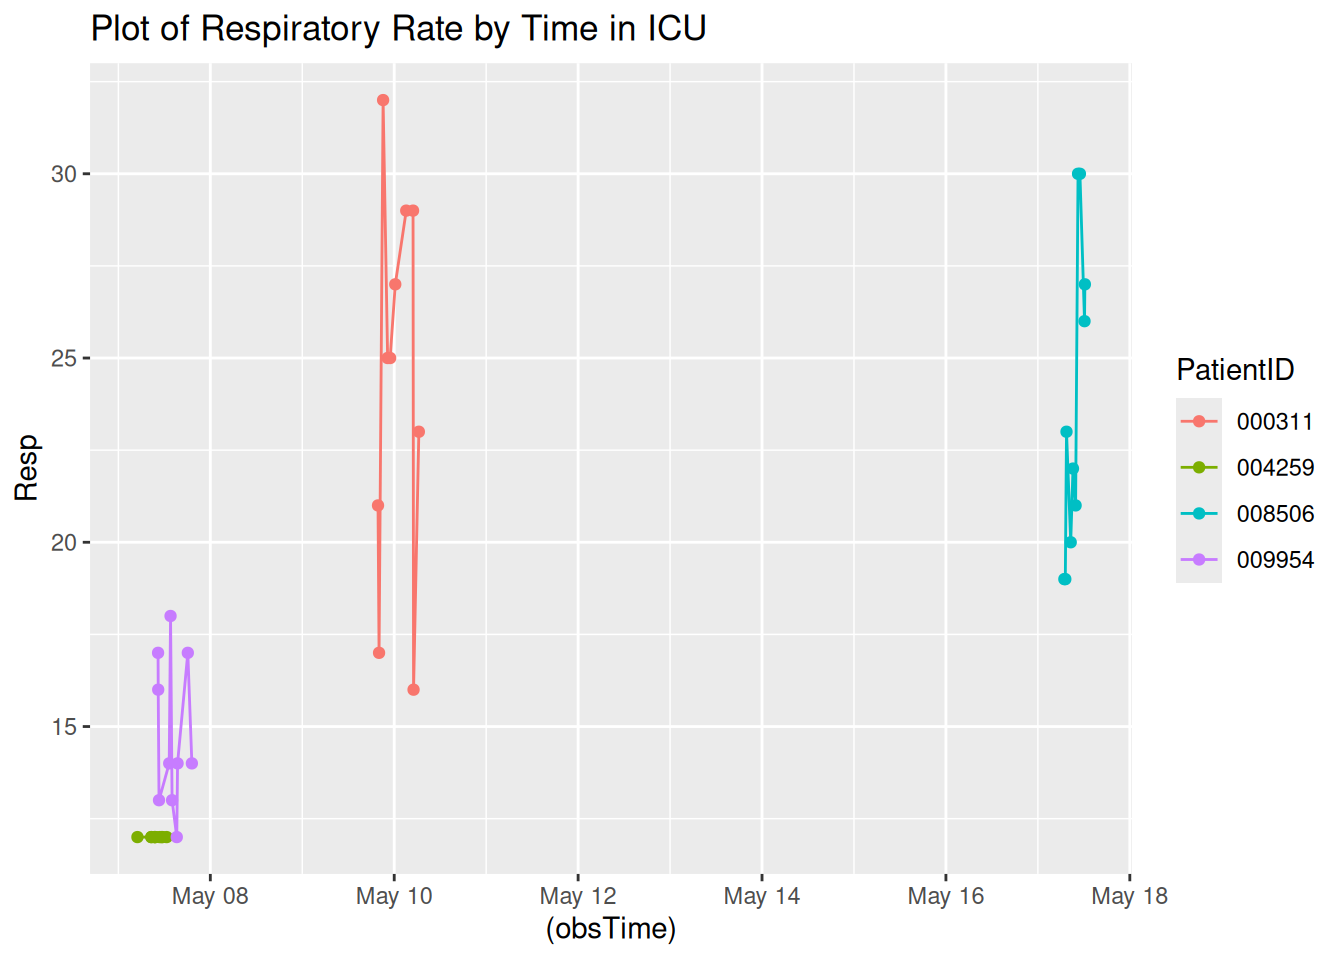 Plot of Respiratory Rate by Time in ICU
30
25
20
15
Resp
May 08 May 10 May 12 May 14 May 16 May 18
(obsTime)
PatientID
000311
004259
008506
009954